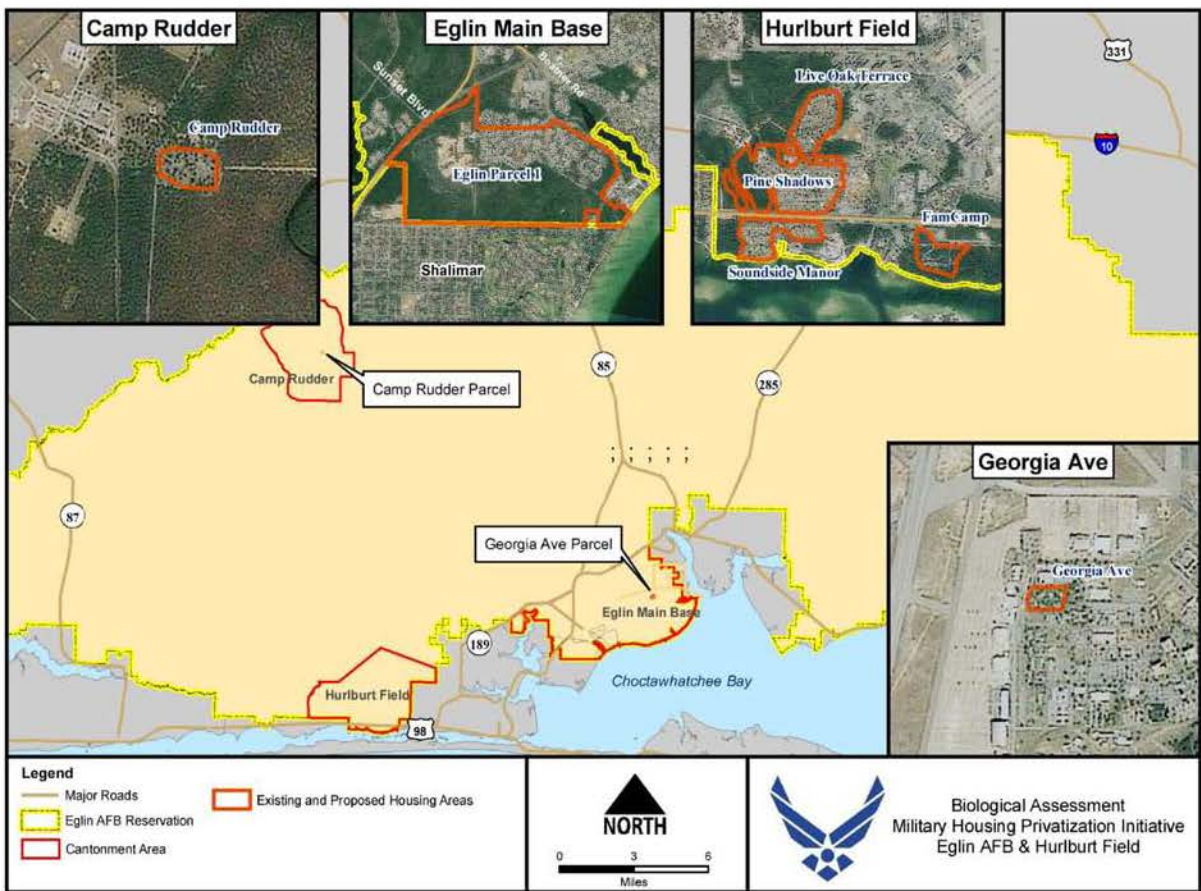 Camp Rudder
Eglin Main Base
Hurlburt Field
Camp Rudder
Sunset Blvd
Eglin Parcel 1
Shalimar
Live Oak Terrace
Pine Shadows
FamCamp
Soundside Manor
331
10
Camp Rudder
Camp Rudder Parcel
85
285
; ; ; ; ;
87
Georgia Ave Parcel
Eglin Main Base
189
Hurlburt Field
98
Choctawhatchee Bay
Georgia Ave
Georgia Ave
Legend
Major Roads
Eglin AFB Reservation
Cantonment Area
Existing and Proposed Housing Areas
NORTH
0 3 6
Miles
Biological Assessment
Military Housing Privatization Initiative
Eglin AFB & Hurlburt Field